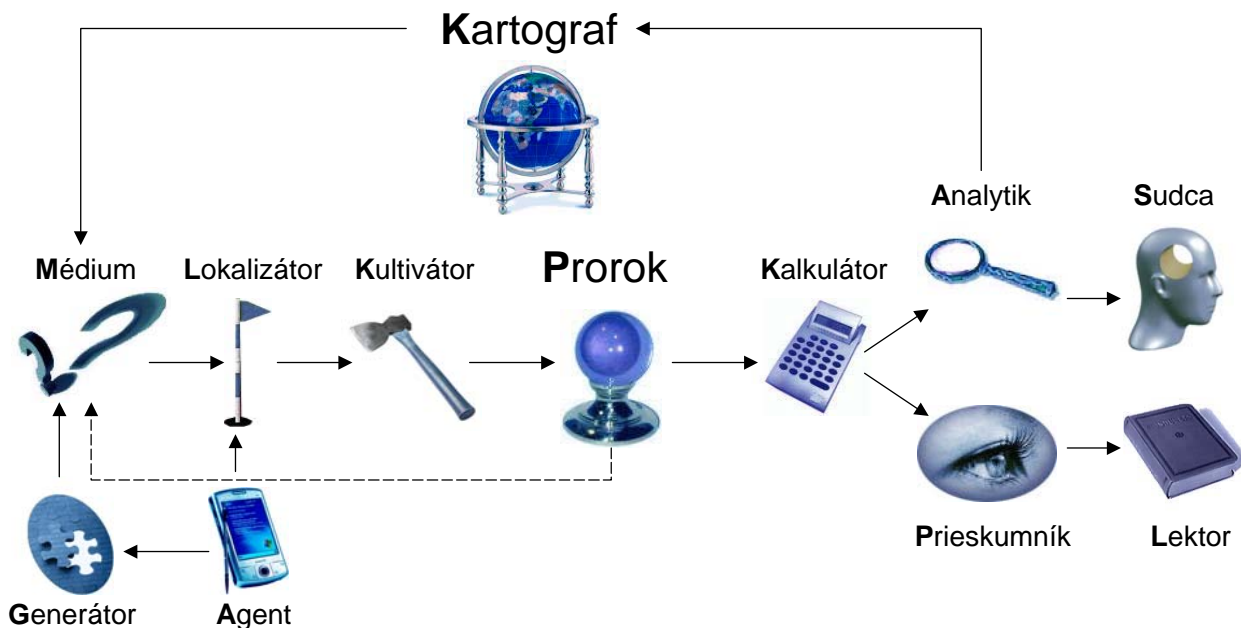 Kartograf
Analytik
Sudca
Médium
Lokalizátor
Kultivátor
Prorok
Kalkulátor
Prieskumník
Lektor
Generátor
Agent